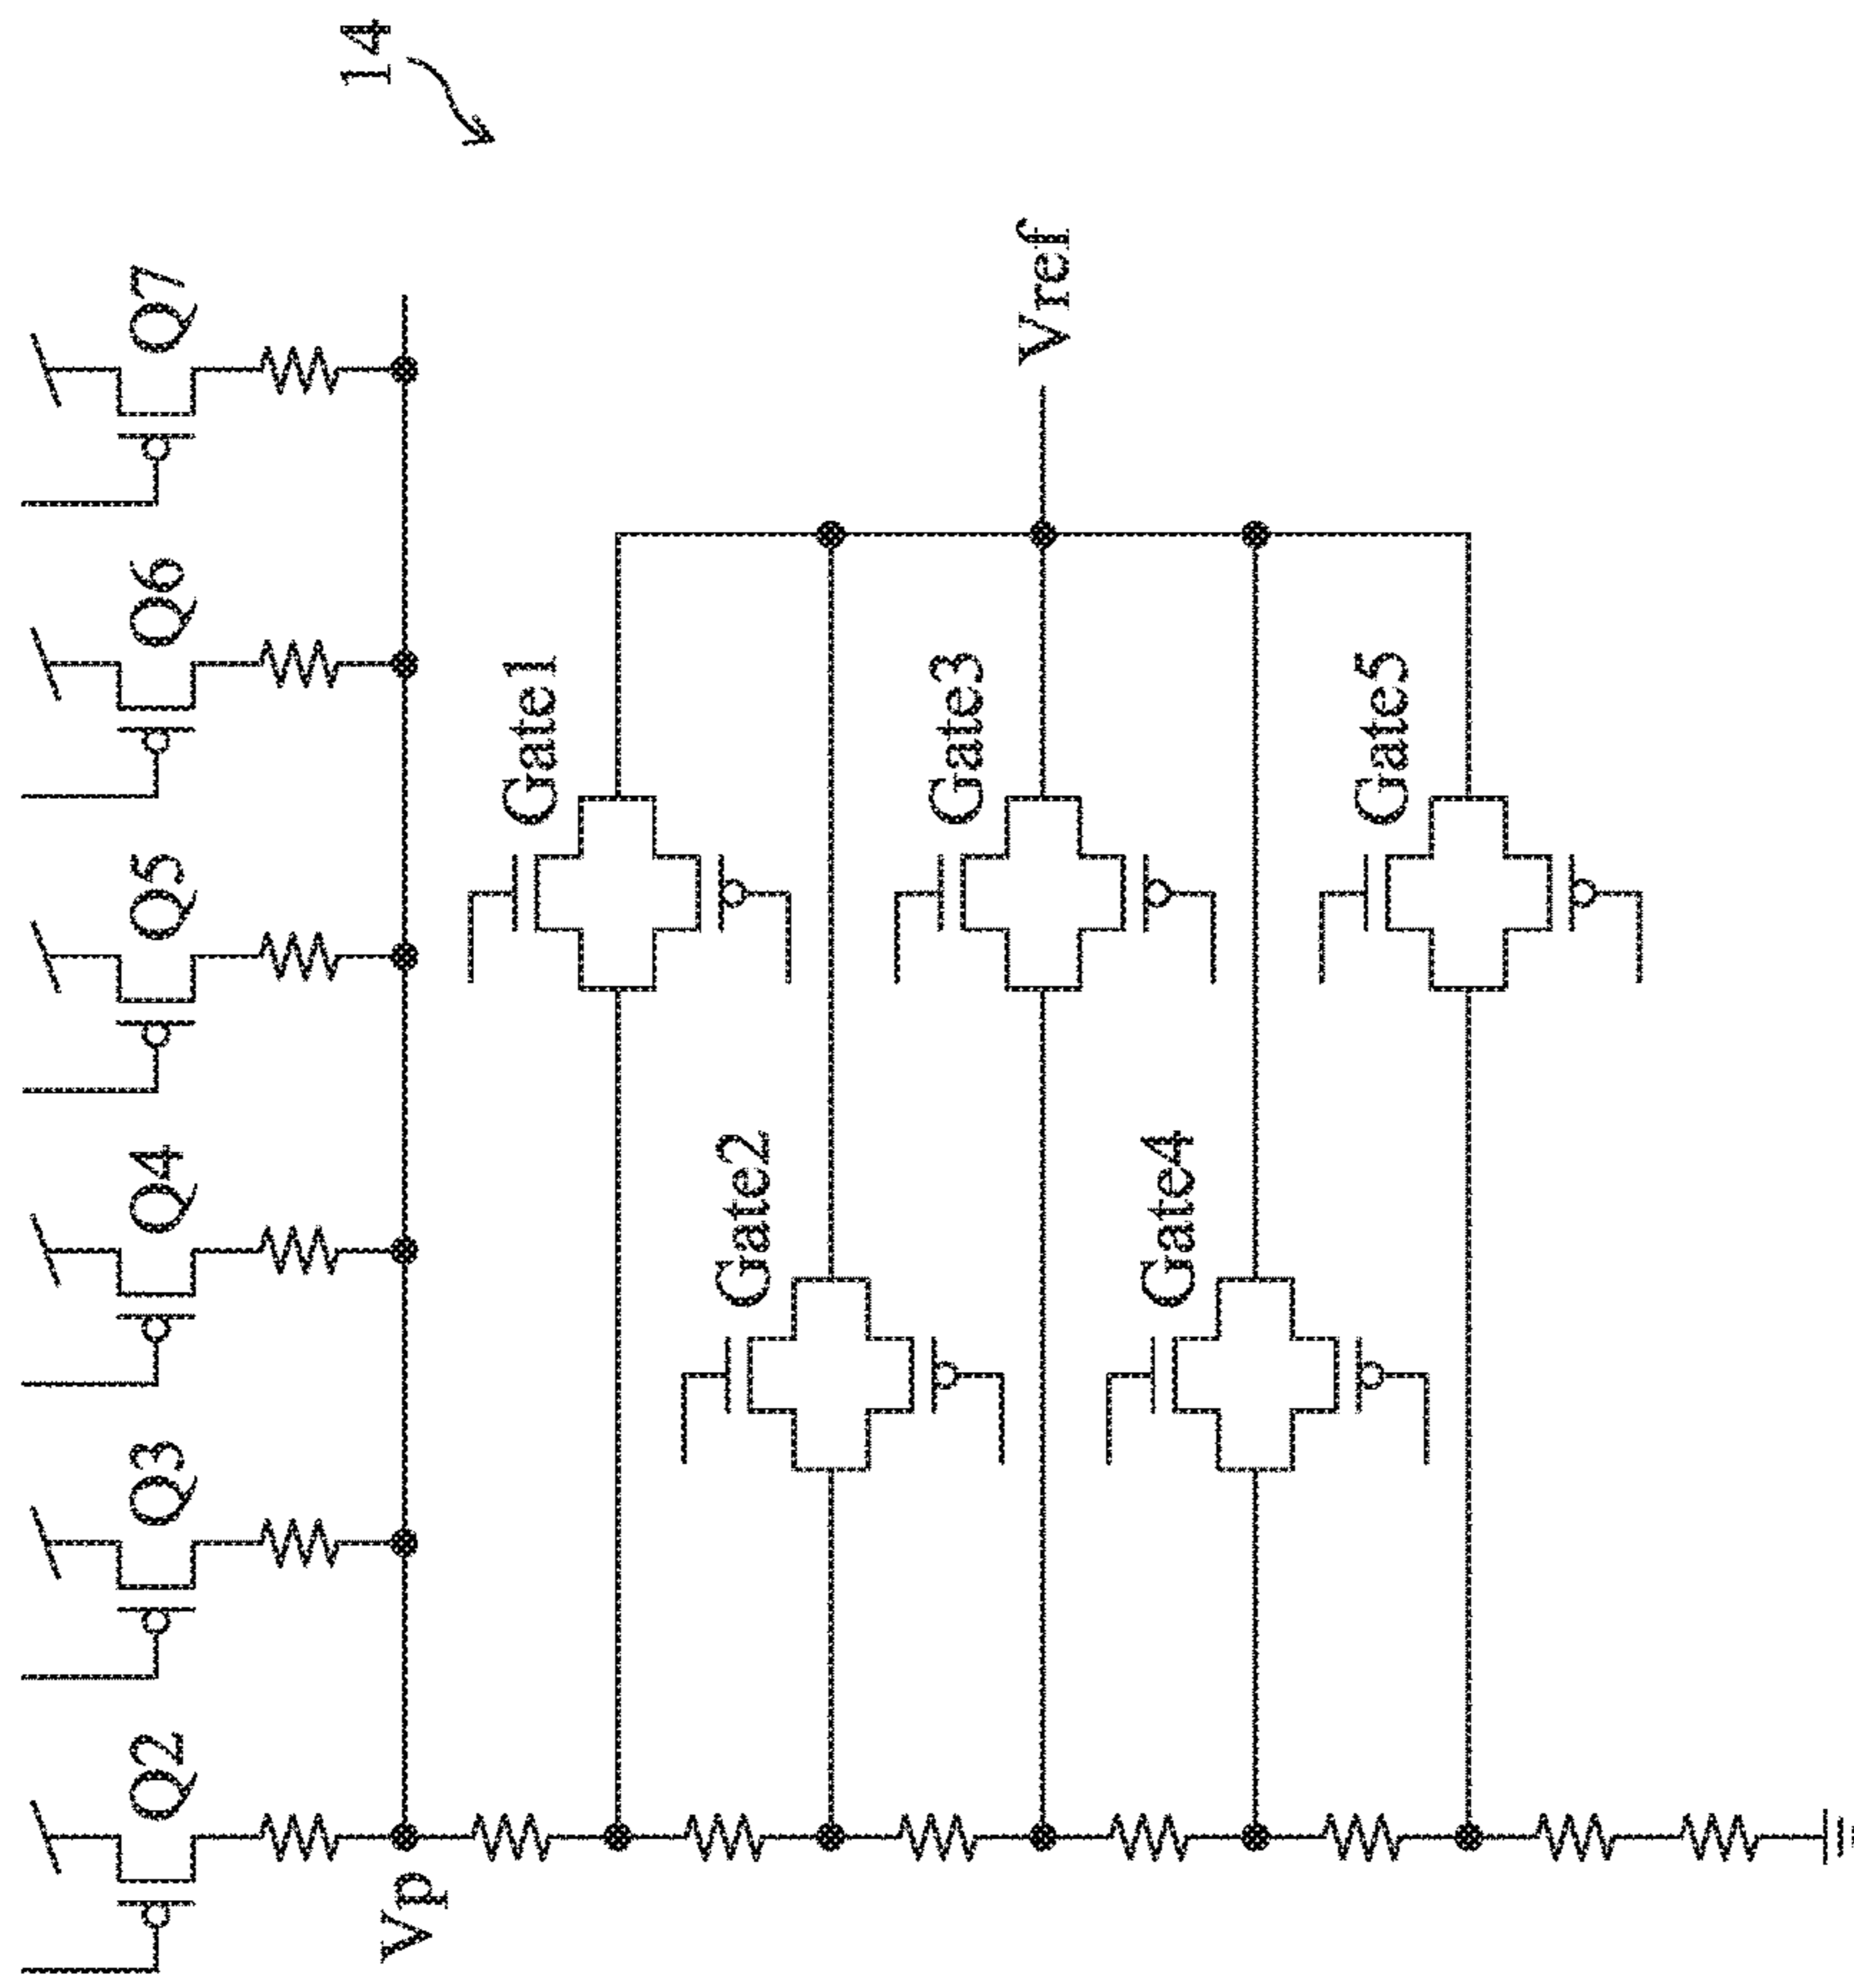 14
Q2
Q3
Q4
Q5
Q6
Q7
Vp
Gate1
Gate2
Gate3
Vref
Gate4
Gate5